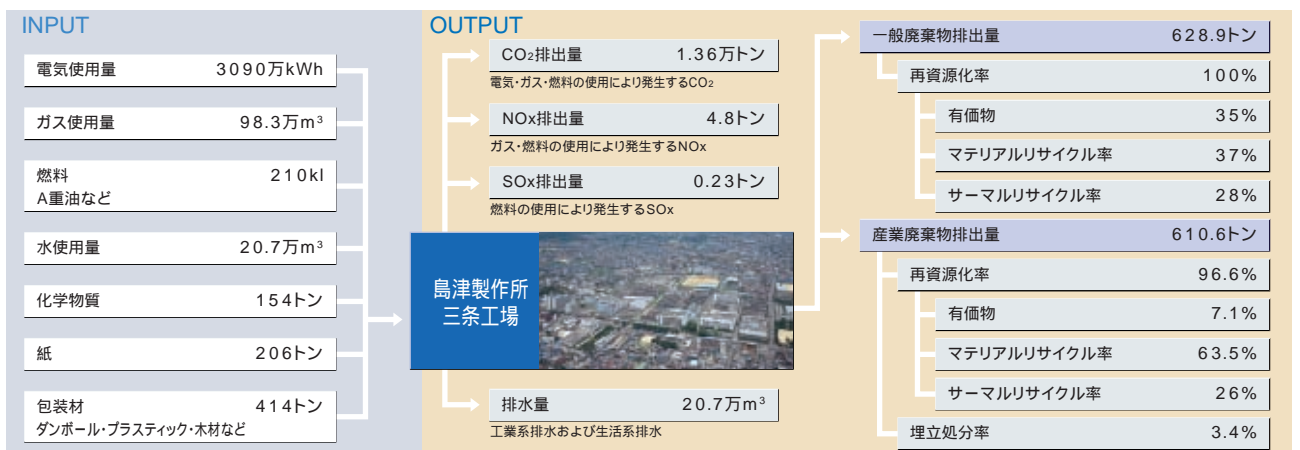 INPUT
電気使用量 3090万kWh
ガス使用量 98.3万m³
燃料 210kl
A重油など
水使用量 20.7万m³
化学物質 154トン
紙 206トン
包装材 414トン
ダンボール・プラスティック・木材など
OUTPUT
CO₂排出量 1.36万トン
電気・ガス・燃料の使用により発生するCO₂
NOx排出量 4.8トン
ガス・燃料の使用により発生するNOx
SOx排出量 0.23トン
燃料の使用により発生するSOx
島津製作所
三条工場
排水量 20.7万m³
工業系排水および生活系排水
一般廃棄物排出量 628.9トン
再資源化率 100%
有価物 35%
マテリアルリサイクル率 37%
サーマルリサイクル率 28%
産業廃棄物排出量 610.6トン
再資源化率 96.6%
有価物 7.1%
マテリアルリサイクル率 63.5%
サーマルリサイクル率 26%
埋立処分率 3.4%